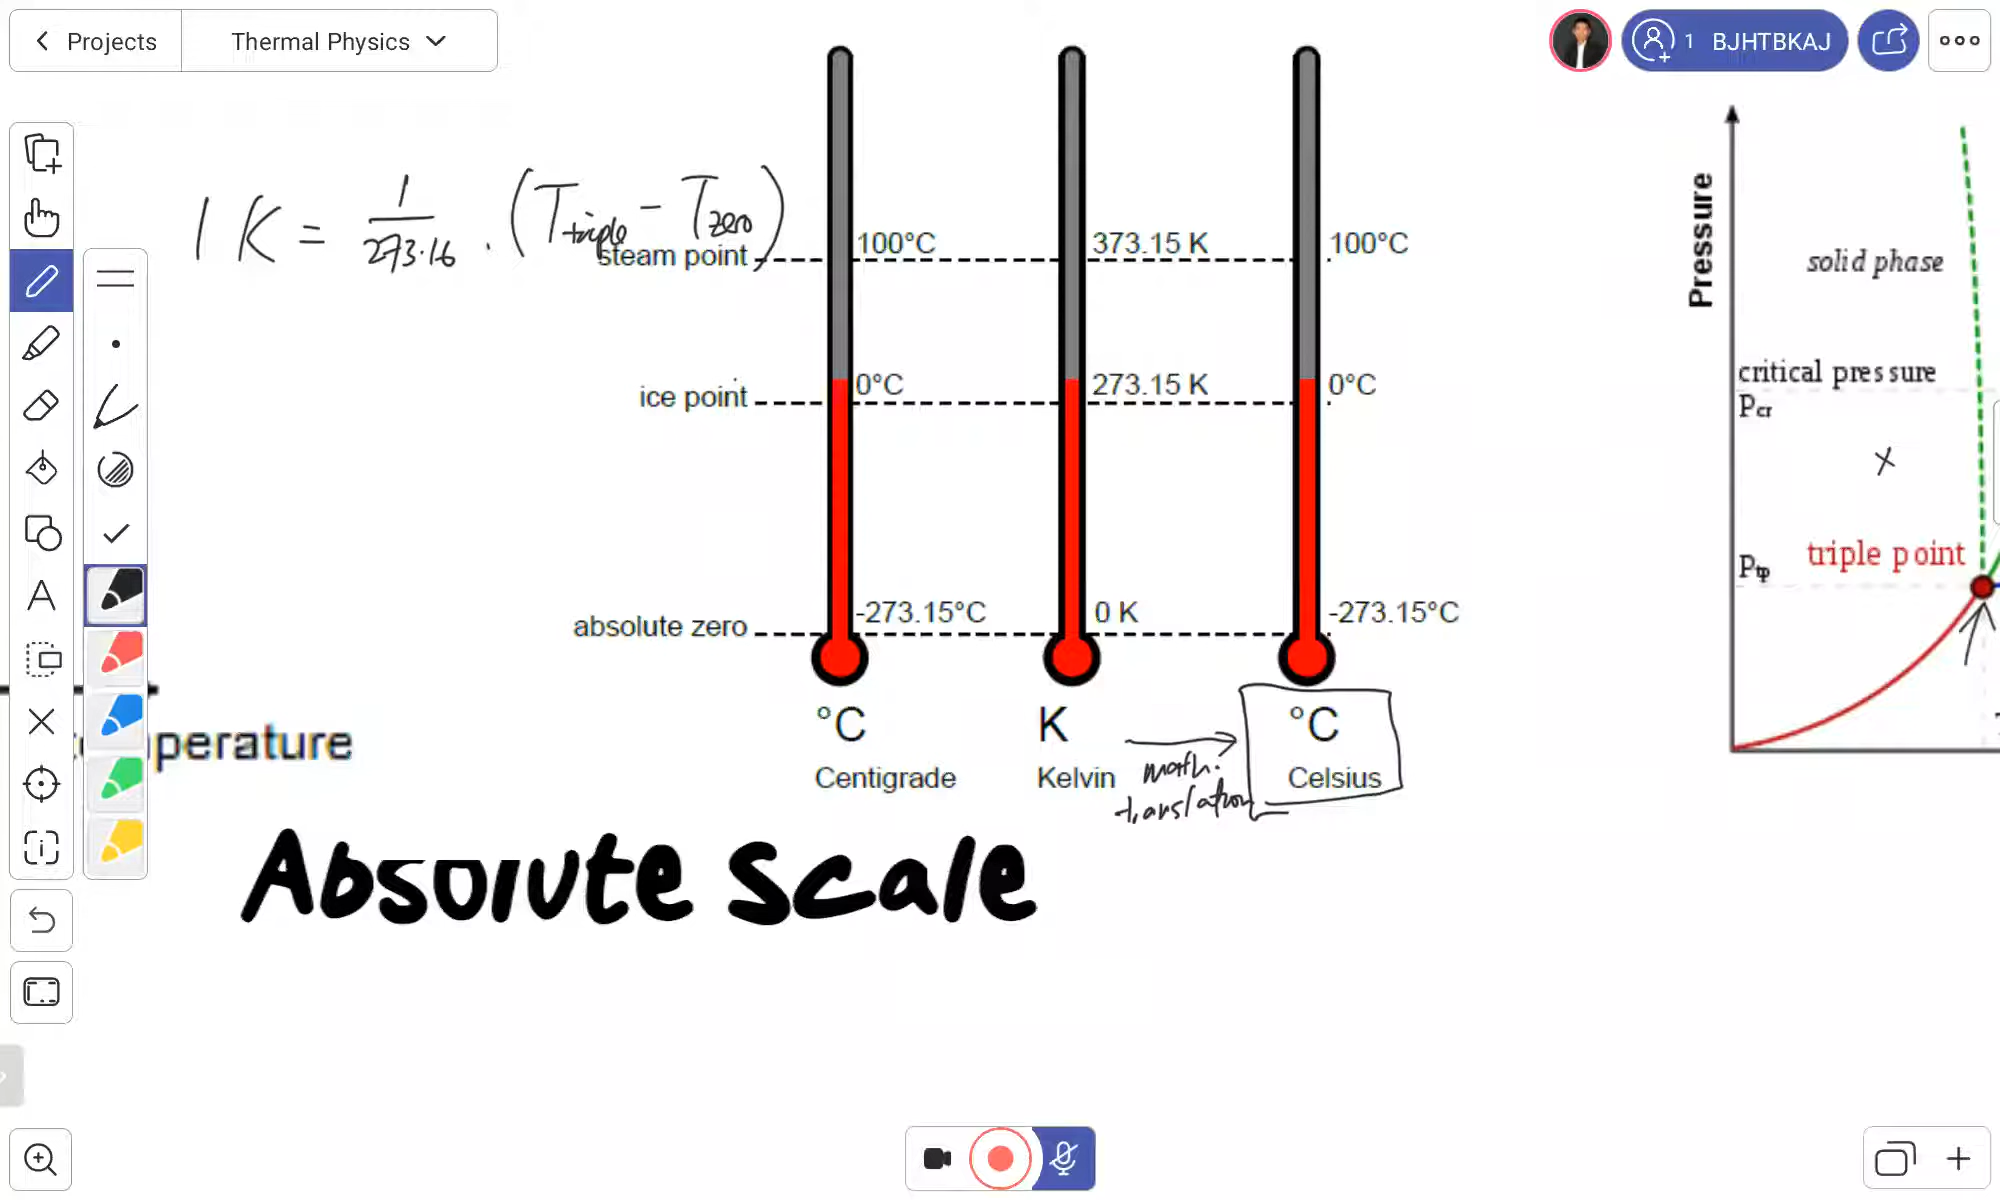 Projects
Thermal Physics
1 BJHTBKAJ
1 K = 1/273.16 · (Ttriple - Tzero)
steam point
100°C
373.15 K
100°C
ice point
0°C
273.15 K
0°C
absolute zero
-273.15°C
0 K
-273.15°C
°C
K
°C
Centigrade
Kelvin
Celsius
math.
translation
perature
Absolute scale
Pressure
solid phase
critical pressure
Pcr
x
triple point
Ptp
A